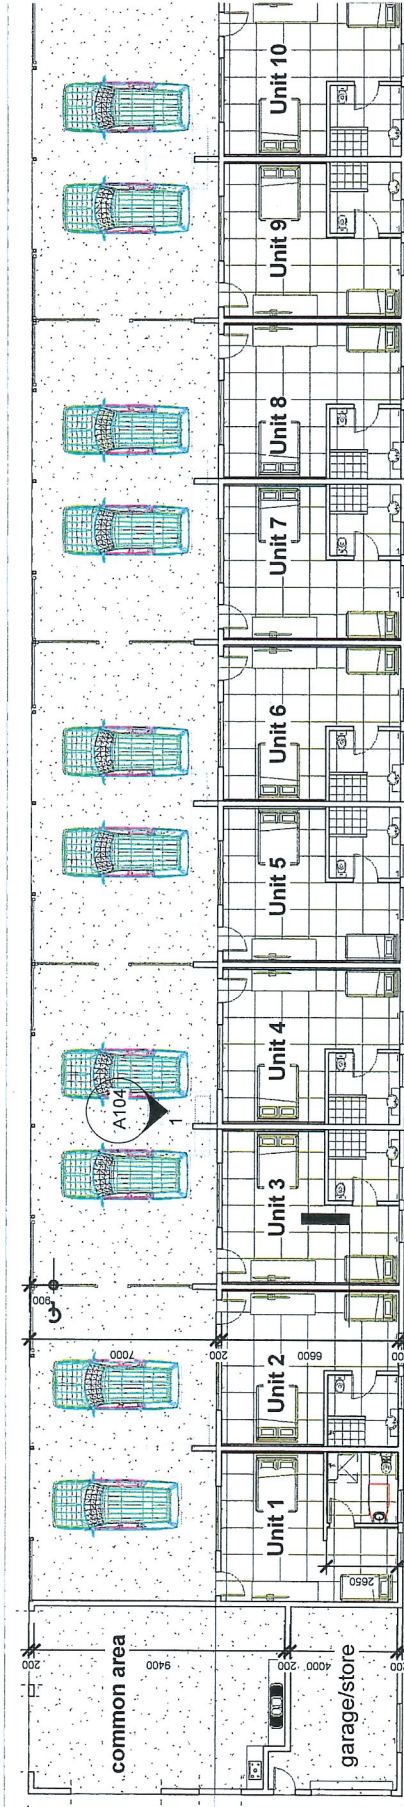 common area
garage/store
Unit 1
Unit 2
Unit 3
Unit 4
Unit 5
Unit 6
Unit 7
Unit 8
Unit 9
Unit 10
A104
1
200
9400
200
4000
200
7000
200
6600
200
900
2650